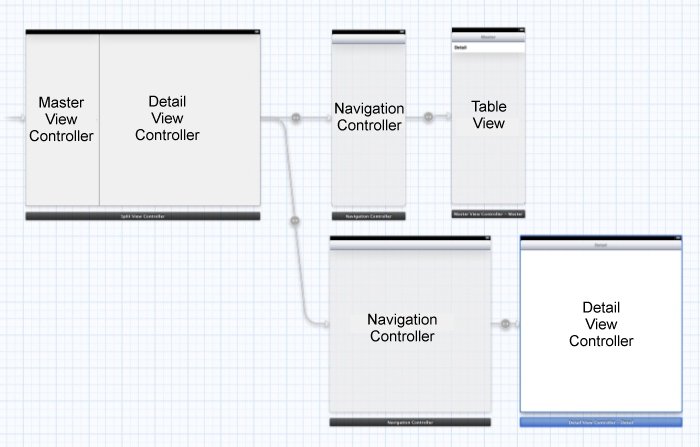 Master
View
Controller
Detail
View
Controller
Split View Controller
Navigation
Controller
Navigation Controller
Master
Detail
Table
View
Master View Controller - Master
Navigation
Controller
Navigation Controller
Detail
Detail
View
Controller
Detail View Controller - Detail